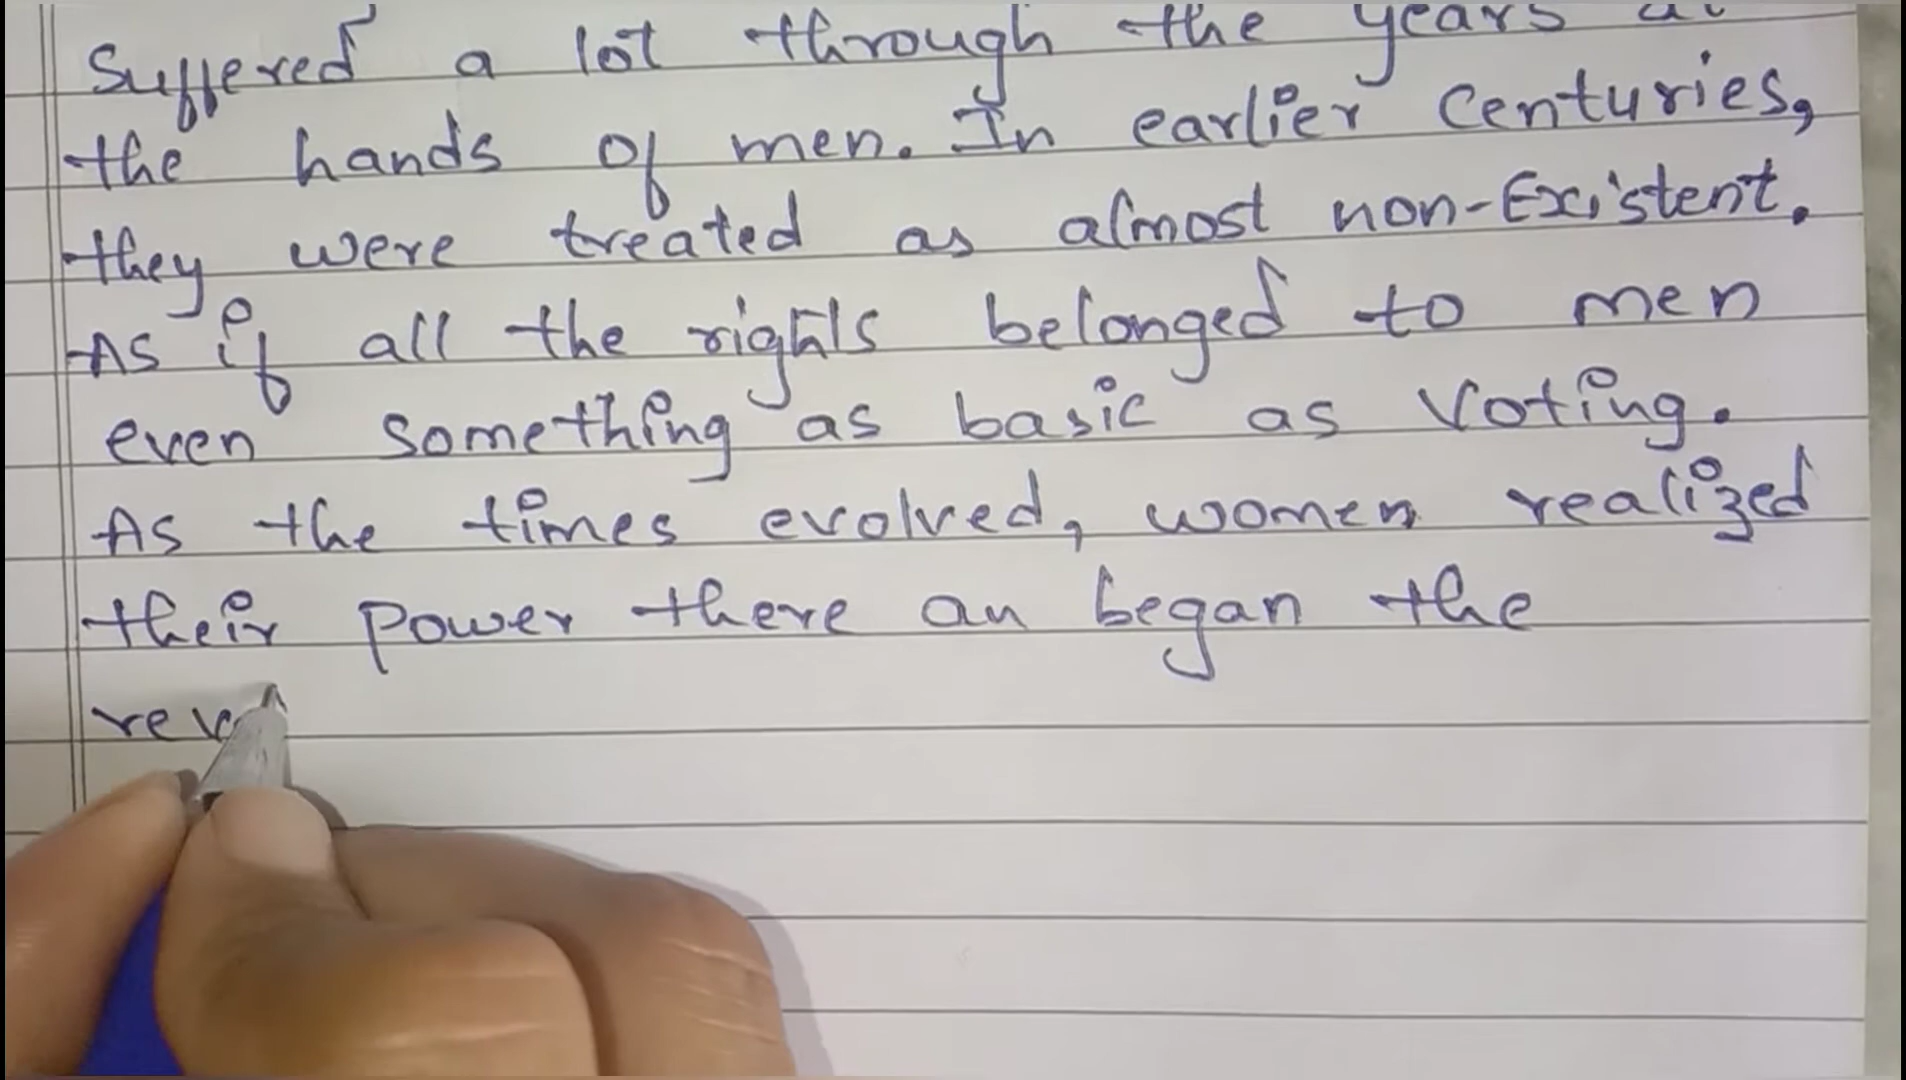 Suffered a lot through the years at
the hands of men. In earlier centuries,
they were treated as almost non-Existent.
As if all the rights belonged to men
even something as basic as Voting.
As the times evolved, women realized
their power there an began the
rev